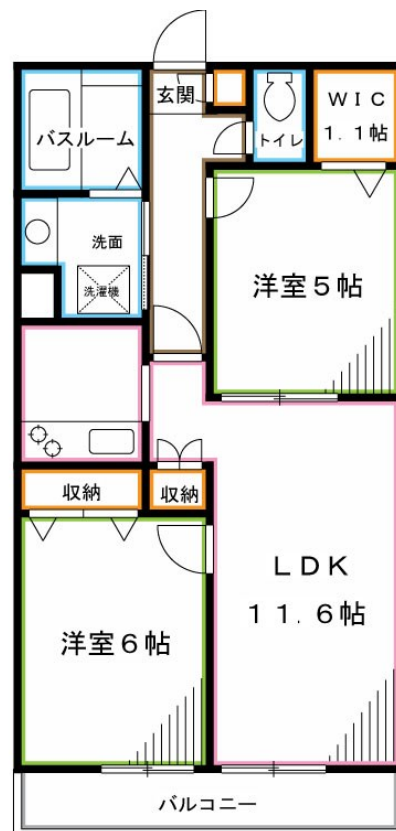 玄関
WIC
1.1帖
バスルーム
トイレ
洗面
洗濯機
洋室5帖
収納
収納
LDK
11.6帖
洋室6帖
バルコニー